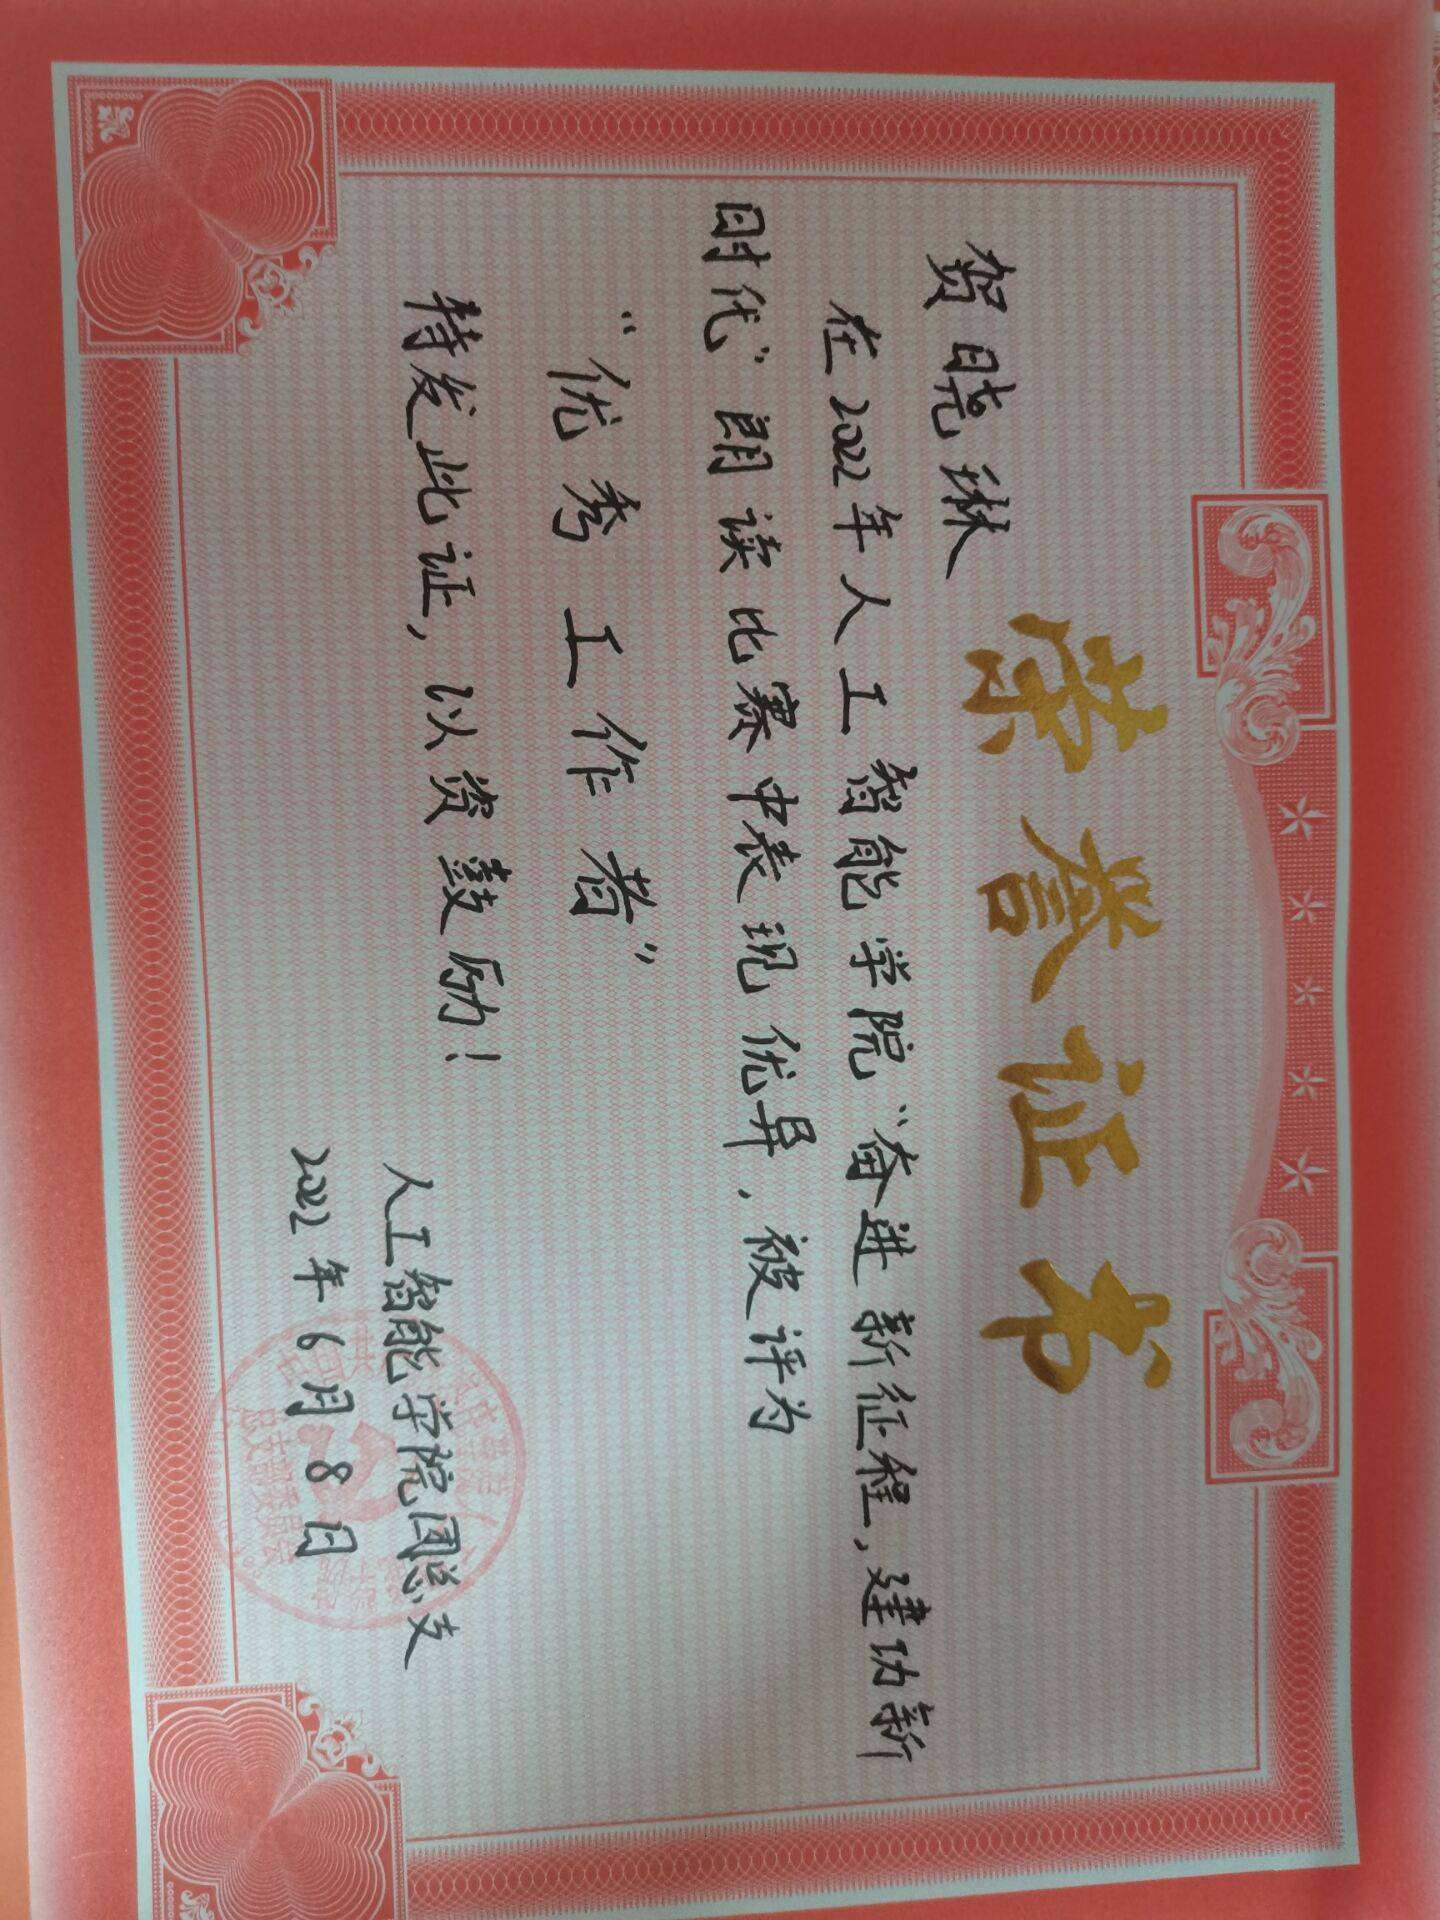 荣誉证书
贺晓琳
在2022年人工智能学院“奋进新征程,建功新
时代”朗读比赛中表现优异,被评为
“优秀工作者”
特发此证,以资鼓励!
人工智能学院团总支
2022年6月8日